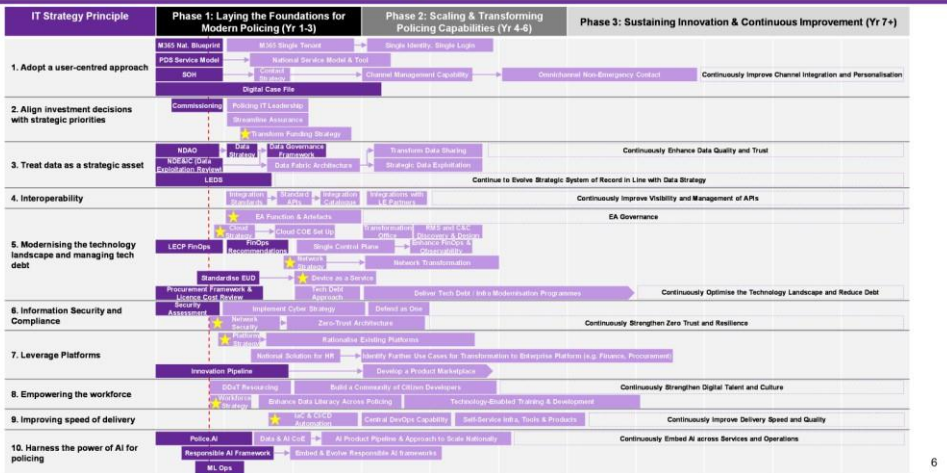 IT Strategy Principle
Phase 1: Laying the Foundations for
Modern Policing (Yr 1-3)
Phase 2: Scaling & Transforming
Policing Capabilities (Yr 4-6)
Phase 3: Sustaining Innovation & Continuous Improvement (Yr 7+)
1. Adopt a user-centred approach
M365 Nat. Blueprint
M365 Single Tenant
Single Identity, Single Login
PDS Service Model
National Service Model & Tool
SOH
Contact
Strategy
Channel Management Capability
Omnichannel Non-Emergency Contact
Continuously Improve Channel Integration and Personalisation
Digital Case File
2. Align investment decisions
with strategic priorities
Commissioning
Policing IT Leadership
Streamline Assurance
Transform Funding Strategy
3. Treat data as a strategic asset
NDAO
Data
Strategy
Data Governance
Framework
Transform Data Sharing
Continuously Enhance Data Quality and Trust
NDE&IC (Data
Exploitation Review)
Data Fabric Architecture
Strategic Data Exploitation
LEDS
Continue to Evolve Strategic System of Record in Line with Data Strategy
4. Interoperability
Integration
Standards
Standard
APIs
Integration
Catalogue
Integrations with
LE Partners
Continuously Improve Visibility and Management of APIs
5. Modernising the technology
landscape and managing tech
debt
EA Function & Artefacts
EA Governance
Cloud
Strategy
Cloud COE Set Up
Transformation
Office
RMS and C&C
Discovery & Design
LECP FinOps
FinOps
Recommendations
Single Control Plane
Enhance FinOps &
Observability
Network
Strategy
Network Transformation
Standardise EUD
Device as a Service
Procurement Framework &
Licence Cost Review
Tech Debt
Approach
Deliver Tech Debt / Infra Modernisation Programmes
Continuously Optimise the Technology Landscape and Reduce Debt
6. Information Security and
Compliance
Security
Assessment
Implement Cyber Strategy
Defend as One
Network
Security
Zero-Trust Architecture
Continuously Strengthen Zero Trust and Resilience
7. Leverage Platforms
Platform
Strategy
Rationalise Existing Platforms
National Solution for HR
Identify Further Use Cases for Transformation to Enterprise Platform (e.g. Finance, Procurement)
Innovation Pipeline
Develop a Product Marketplace
8. Empowering the workforce
DDaT Resourcing
Build a Community of Citizen Developers
Continuously Strengthen Digital Talent and Culture
Workforce
Strategy
Enhance Data Literacy Across Policing
Technology-Enabled Training & Development
9. Improving speed of delivery
IaC & CI/CD
Automation
Central DevOps Capability
Self-Service Infra, Tools & Products
Continuously Improve Delivery Speed and Quality
10. Harness the power of AI for
policing
Police.AI
Data & AI CoE
AI Product Pipeline & Approach to Scale Nationally
Continuously Embed AI across Services and Operations
Responsible AI Framework
Embed & Evolve Responsible AI frameworks
ML Ops
6